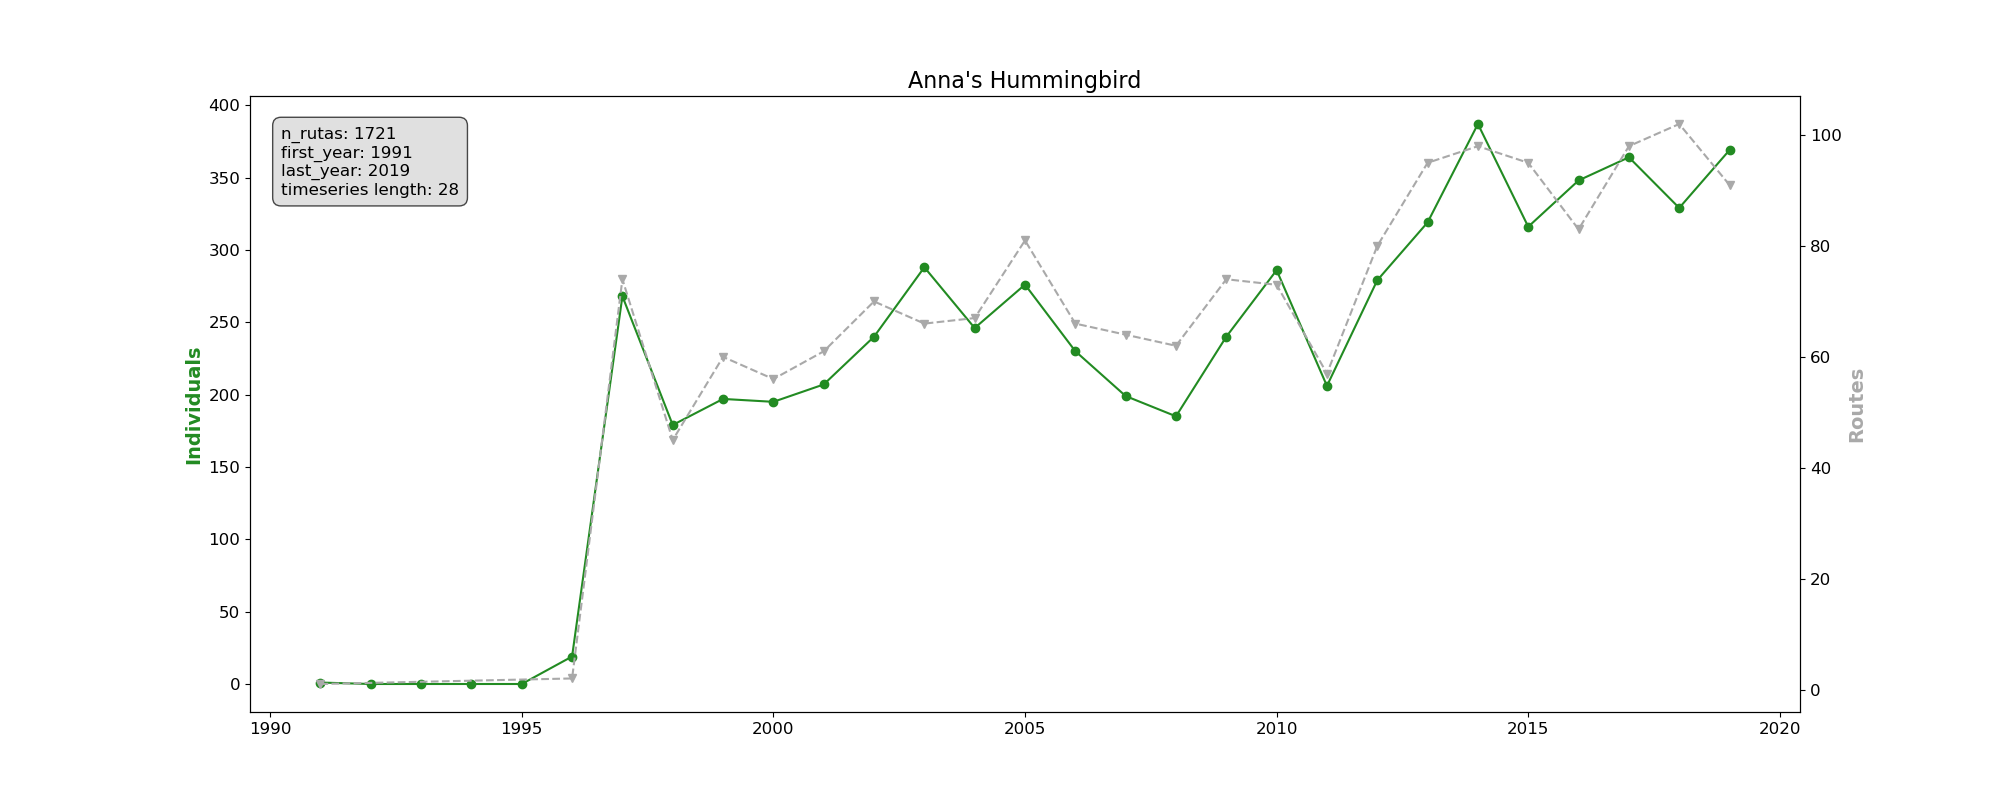 Anna's Hummingbird
n_rutas: 1721
first_year: 1991
last_year: 2019
timeseries length: 28
400
350
300
250
200
150
100
50
0
Individuals
100
80
60
40
20
0
Routes
1990 1995 2000 2005 2010 2015 2020